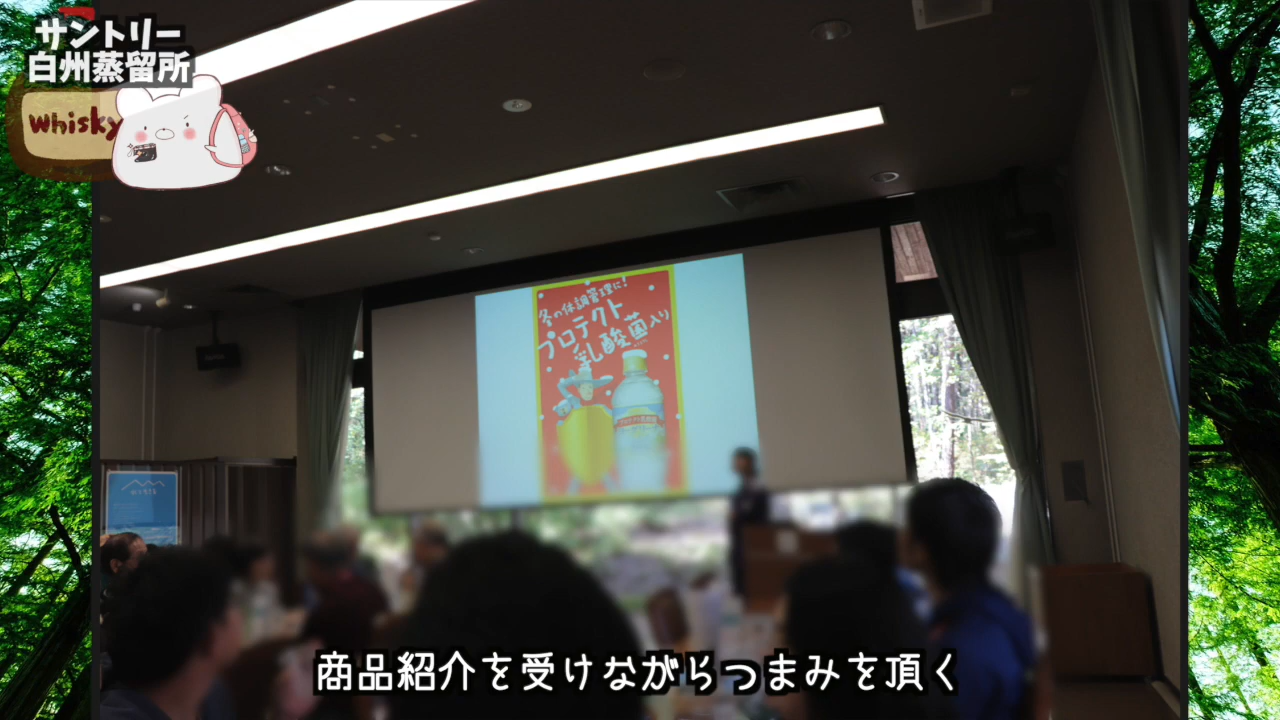 サントリー
白州蒸留所
whisky
冬の体調管理に!
プロテクト
乳酸菌入り
商品紹介を受けながらつまみを頂く